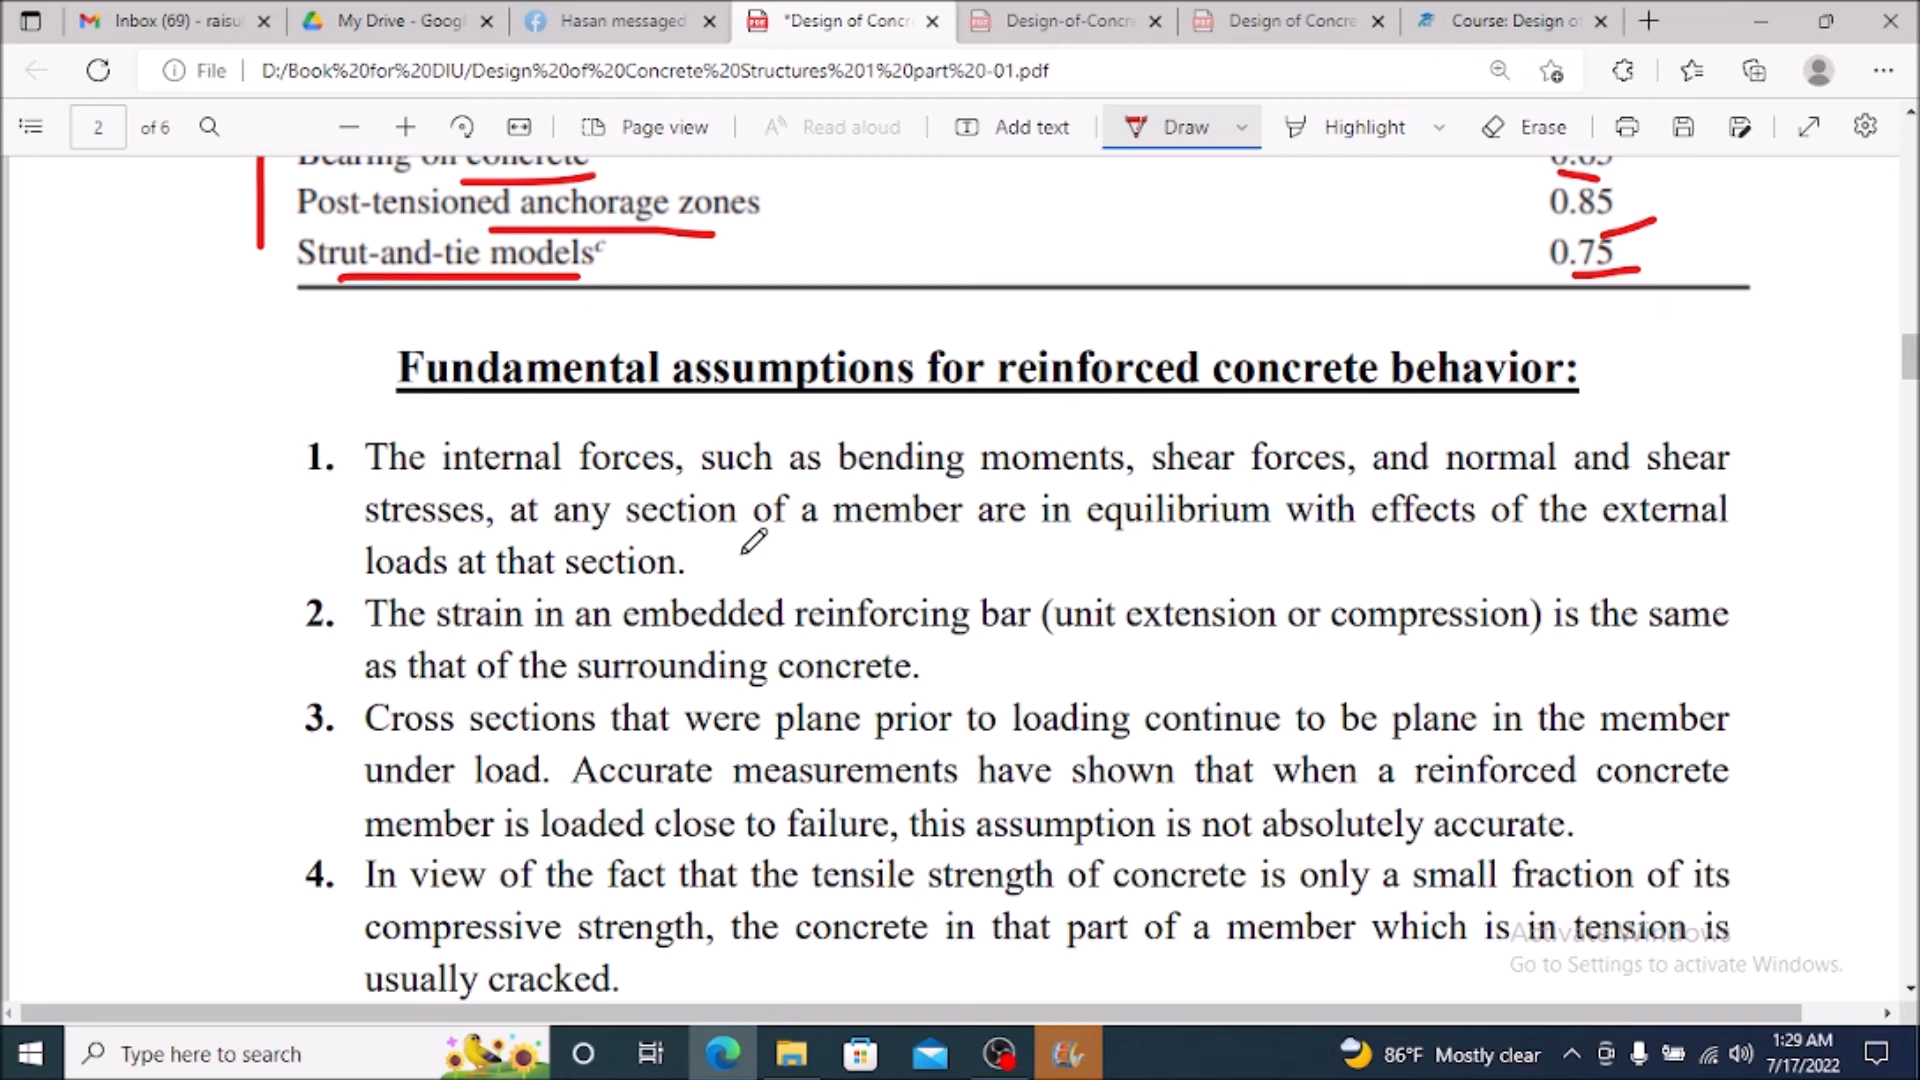 Inbox (69) - raisul
My Drive - Googl
Hasan messaged
*Design of Concr
Design-of-Concre
Design of Concre
Course: Design o
File
D:/Book%20for%20DIU/Design%20of%20Concrete%20Structures%201%20part%20-01.pdf
2 of 6
Page view
Read aloud
Add text
Draw
Highlight
Erase
Bearing on concrete 0.65
Post-tensioned anchorage zones 0.85
Strut-and-tie modelsᶜ 0.75
Fundamental assumptions for reinforced concrete behavior:
1. The internal forces, such as bending moments, shear forces, and normal and shear
stresses, at any section of a member are in equilibrium with effects of the external
loads at that section.
2. The strain in an embedded reinforcing bar (unit extension or compression) is the same
as that of the surrounding concrete.
3. Cross sections that were plane prior to loading continue to be plane in the member
under load. Accurate measurements have shown that when a reinforced concrete
member is loaded close to failure, this assumption is not absolutely accurate.
4. In view of the fact that the tensile strength of concrete is only a small fraction of its
compressive strength, the concrete in that part of a member which is in tension is
usually cracked.
Activate Windows
Go to Settings to activate Windows.
Type here to search
86°F Mostly clear
1:29 AM
7/17/2022